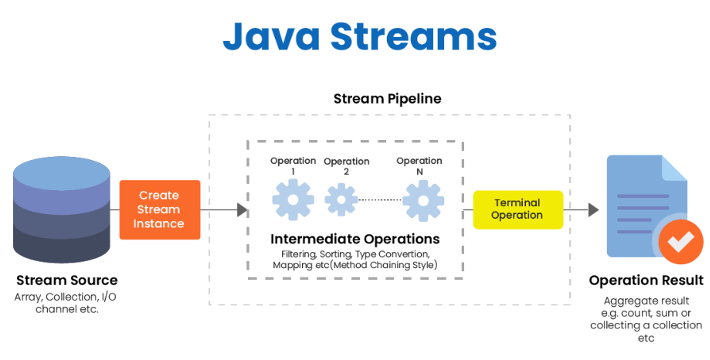 Java Streams
Stream Pipeline
Operation
1
Operation
2
Operation
N
Create
Stream
Instance
Terminal
Operation
Intermediate Operations
Filtering, Sorting, Type Convertion,
Mapping etc(Method Chaining Style)
Stream Source
Array, Collection, I/O
channel etc.
Operation Result
Aggregate result
e.g. count, sum or
collecting a collection
etc